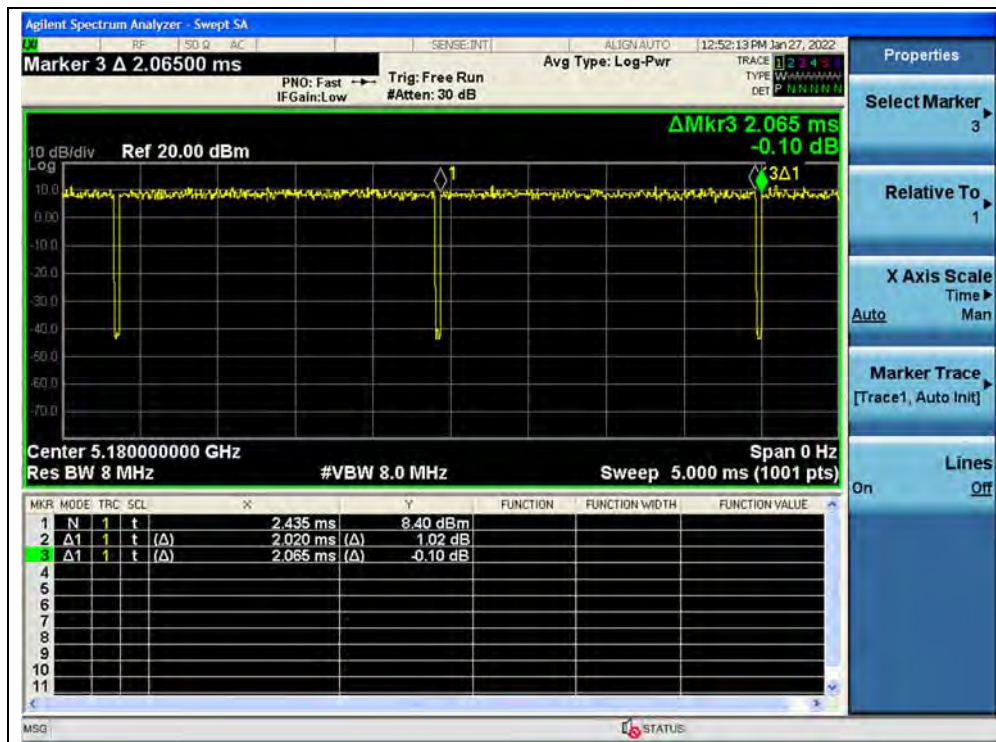 Agilent Spectrum Analyzer - Swept SA
LXI RF 50 Ω AC SENSE:INT ALIGN AUTO 12:52:13 PM Jan 27, 2022
Marker 3 Δ 2.06500 ms
PNO: Fast
IFGain:Low
Trig: Free Run
#Atten: 30 dB
Avg Type: Log-Pwr
TRACE 1 2 3 4 5 6
TYPE W
DET P N N N N N
ΔMkr3 2.065 ms
-0.10 dB
10 dB/div Ref 20.00 dBm
Log
1
3Δ1
10.0
0.00
-10.0
-20.0
-30.0
-40.0
-50.0
-60.0
-70.0
Center 5.180000000 GHz Span 0 Hz
Res BW 8 MHz #VBW 8.0 MHz Sweep 5.000 ms (1001 pts)
MKR MODE TRC SCL X Y FUNCTION FUNCTION WIDTH FUNCTION VALUE
1 N 1 t 2.435 ms 8.40 dBm
2 Δ1 1 t (Δ) 2.020 ms (Δ) 1.02 dB
3 Δ1 1 t (Δ) 2.065 ms (Δ) -0.10 dB
4
5
6
7
8
9
10
11
MSG STATUS
Properties
Select Marker
3
Relative To
1
X Axis Scale
Time
Auto Man
Marker Trace
[Trace1, Auto Init]
Lines
On Off